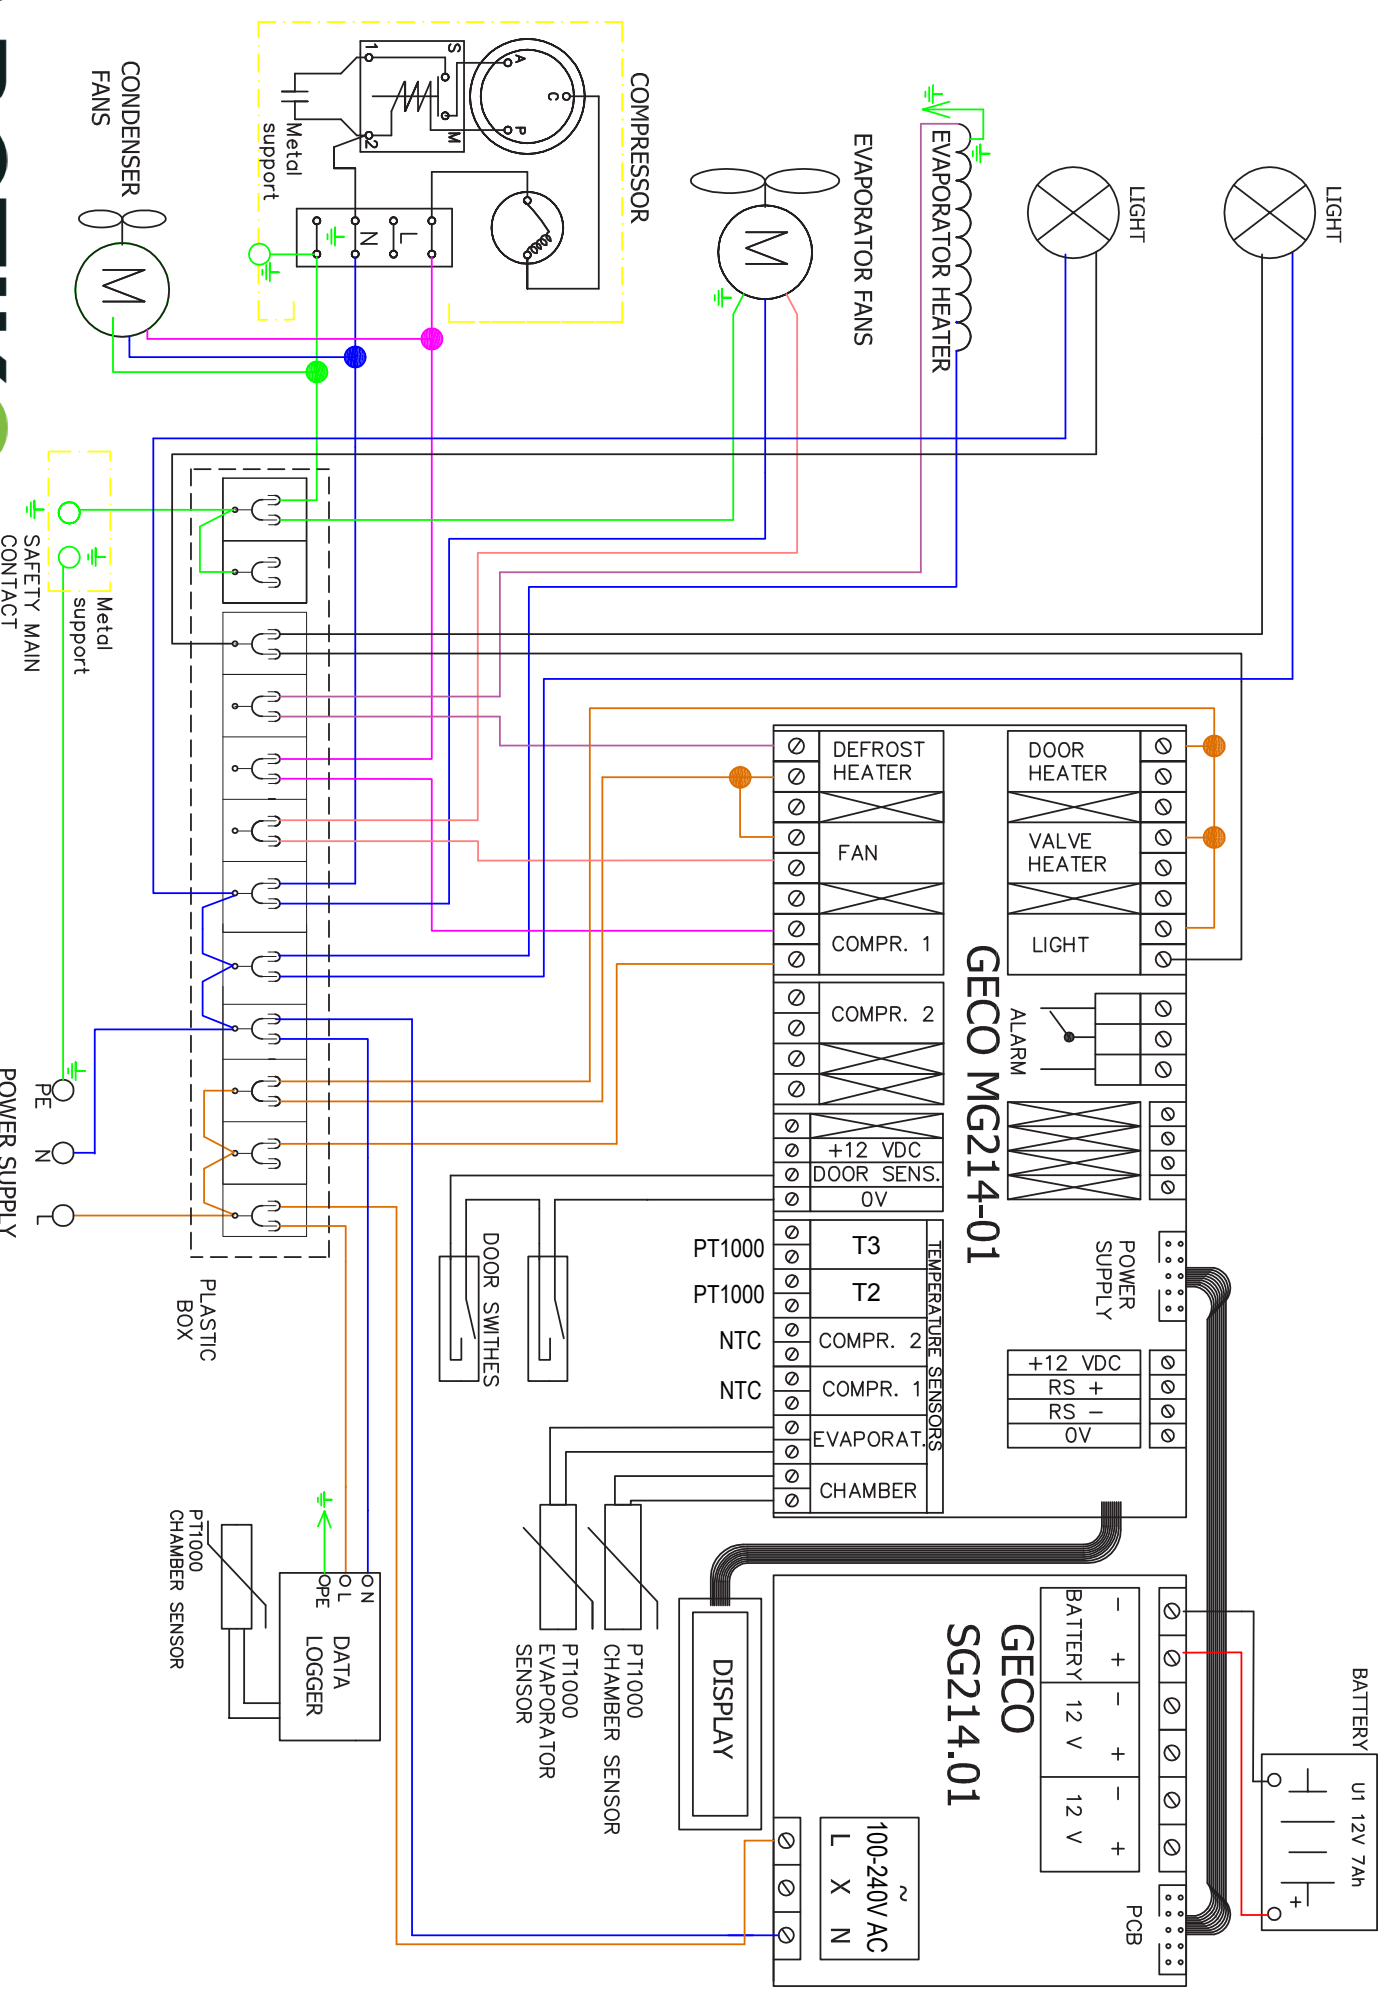 CONDENSER
FANS
COMPRESSOR
1
2
S
M
A
C
P
Metal
support
N
L
M
M
EVAPORATOR FANS
EVAPORATOR HEATER
LIGHT
LIGHT
Metal
support
SAFETY MAIN
CONTACT
PE
N
L
POWER SUPPLY
PLASTIC
BOX
DEFROST
HEATER
FAN
COMPR. 1
COMPR. 2
+12 VDC
DOOR SENS.
0V
T3
T2
COMPR. 2
COMPR. 1
EVAPORAT.
CHAMBER
TEMPERATURE SENSORS
PT1000
PT1000
NTC
NTC
DOOR
HEATER
VALVE
HEATER
LIGHT
ALARM
GECO MG214-01
POWER
SUPPLY
+12 VDC
RS +
RS -
0V
DOOR SWITHES
PT1000
CHAMBER SENSOR
PT1000
EVAPORATOR
SENSOR
PT1000
CHAMBER SENSOR
DATA
LOGGER
N
L
PE
DISPLAY
GECO
SG214.01
BATTERY
- +
12 V
- +
12 V
- +
~
100-240V AC
L X N
PCB
BATTERY
U1 12V 7Ah
+